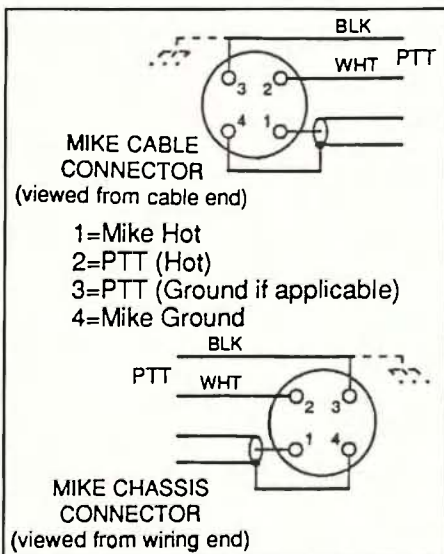 BLK
WHT PTT
3 2
4 1
MIKE CABLE
CONNECTOR
(viewed from cable end)
1=Mike Hot
2=PTT (Hot)
3=PTT (Ground if applicable)
4=Mike Ground
BLK
PTT WHT
2 3
1 4
MIKE CHASSIS
CONNECTOR
(viewed from wiring end)